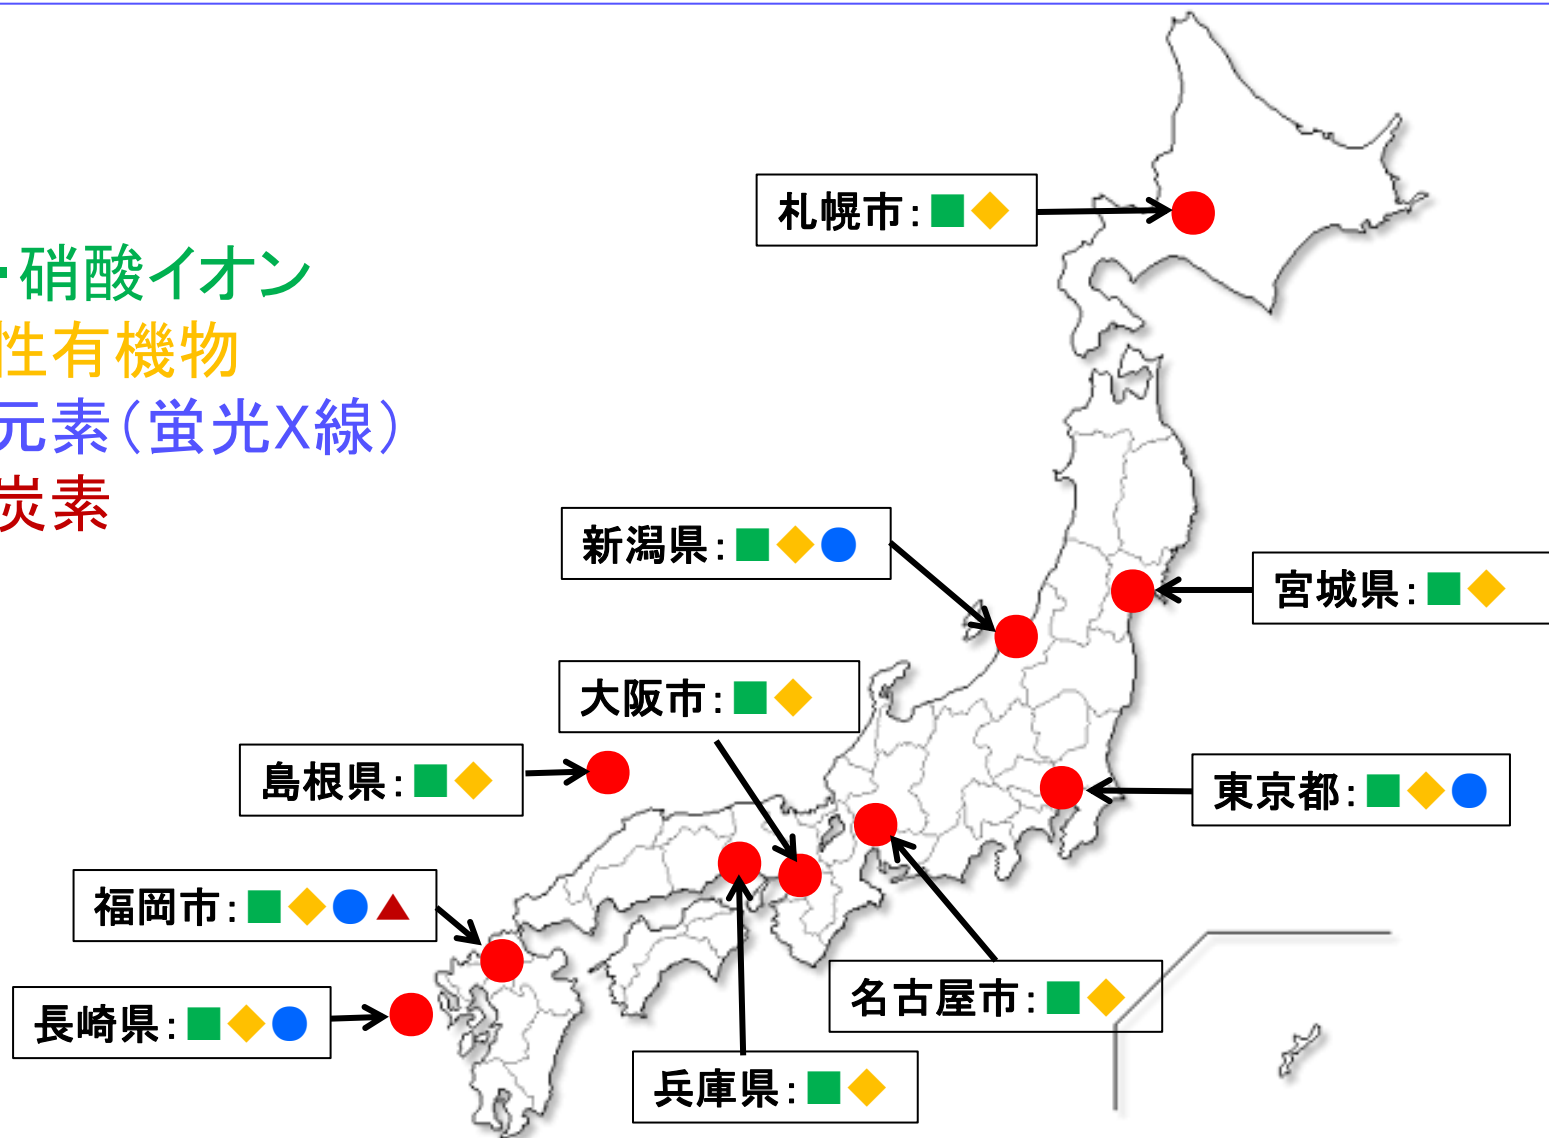 ・硝酸イオン
性有機物
元素（蛍光X線）
炭素
札幌市：■◆
新潟県：■◆●
宮城県：■◆
大阪市：■◆
島根県：■◆
東京都：■◆●
福岡市：■◆●▲
名古屋市：■◆
長崎県：■◆●
兵庫県：■◆